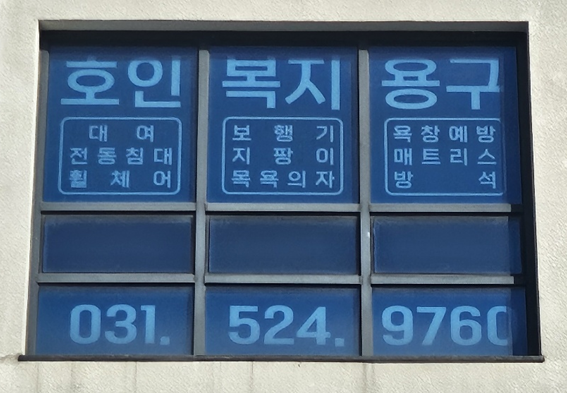 호인 복지 용구
대여
전동침대
휠체어
보행기
지팡이
목욕의자
욕창예방
매트리스
방석
031. 524. 9760